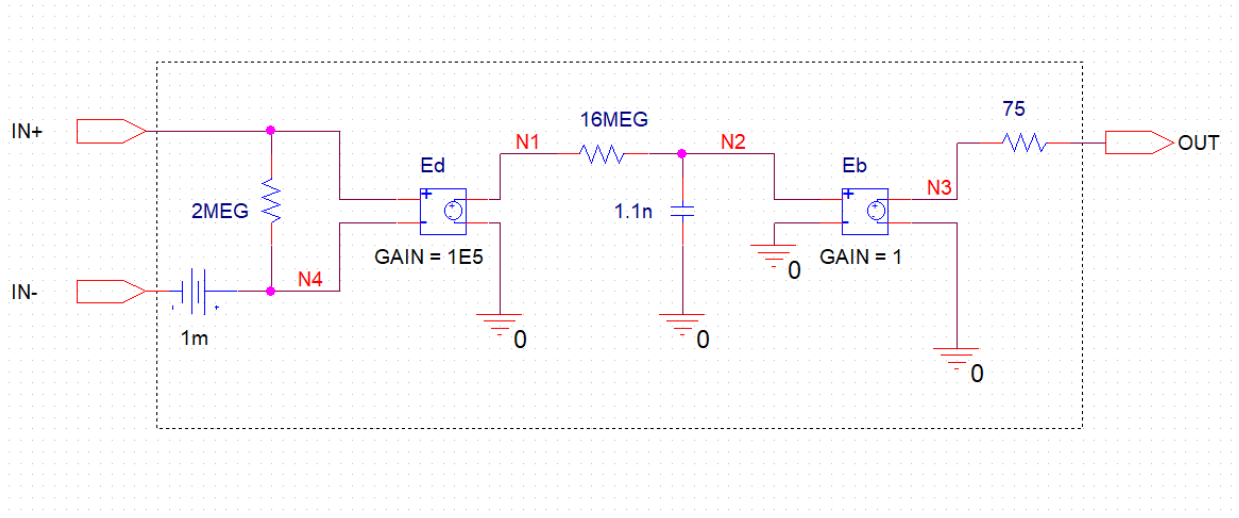 75
16MEG
IN+
N1
N2
OUT
Ed
Eb
+
+
N3
2MEG
1.1n
-
-
GAIN = 1E5
GAIN = 1
0
N4
IN-
- +
1m
0
0
0